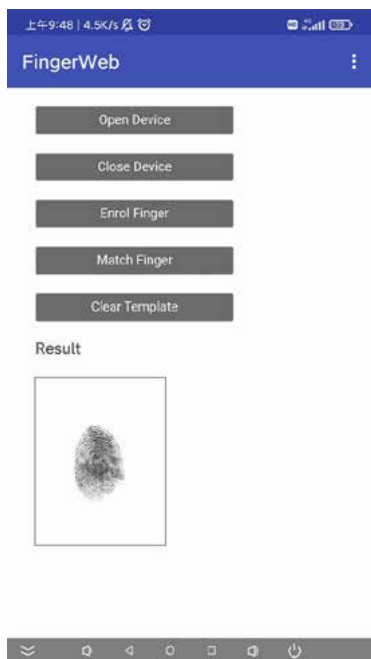 上午9:48 | 4.5K/s
FingerWeb
Open Device
Close Device
Enrol Finger
Match Finger
Clear Template
Result